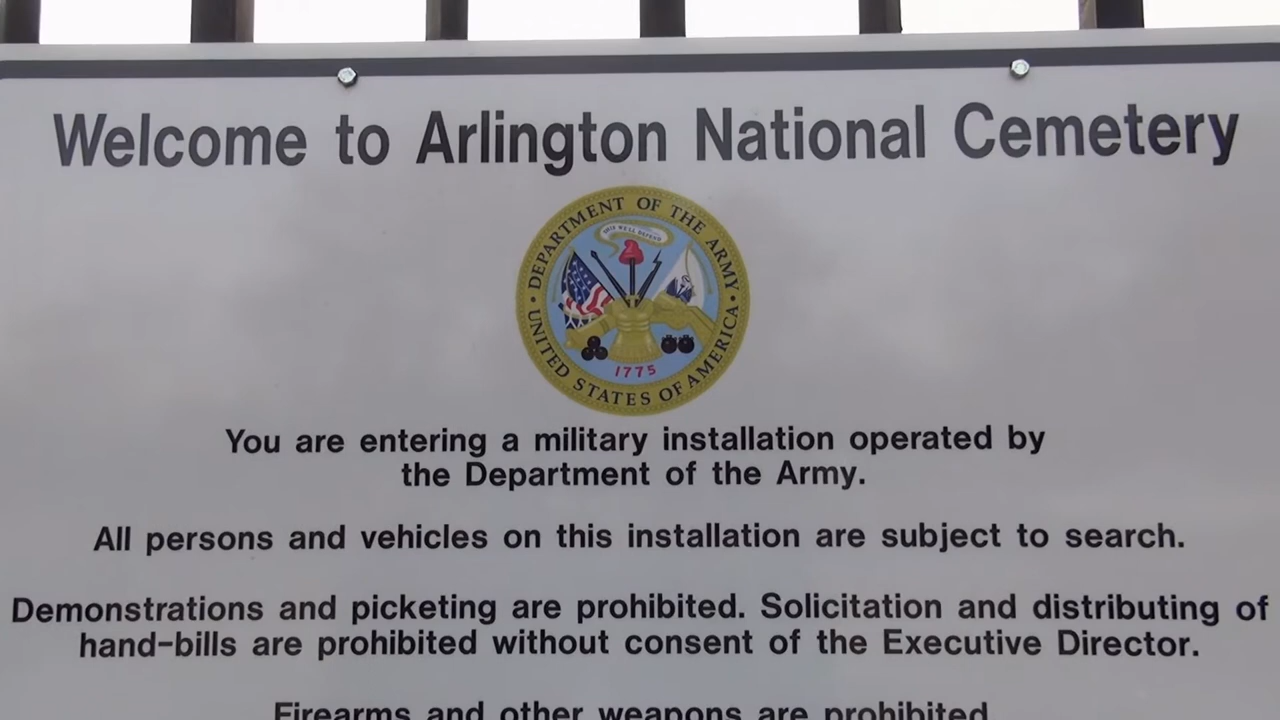 Welcome to Arlington National Cemetery
DEPARTMENT OF THE ARMY
THIS WE'LL DEFEND
1775
UNITED STATES OF AMERICA
You are entering a military installation operated by
the Department of the Army.
All persons and vehicles on this installation are subject to search.
Demonstrations and picketing are prohibited. Solicitation and distributing of
hand-bills are prohibited without consent of the Executive Director.
Firearms and other weapons are prohibited